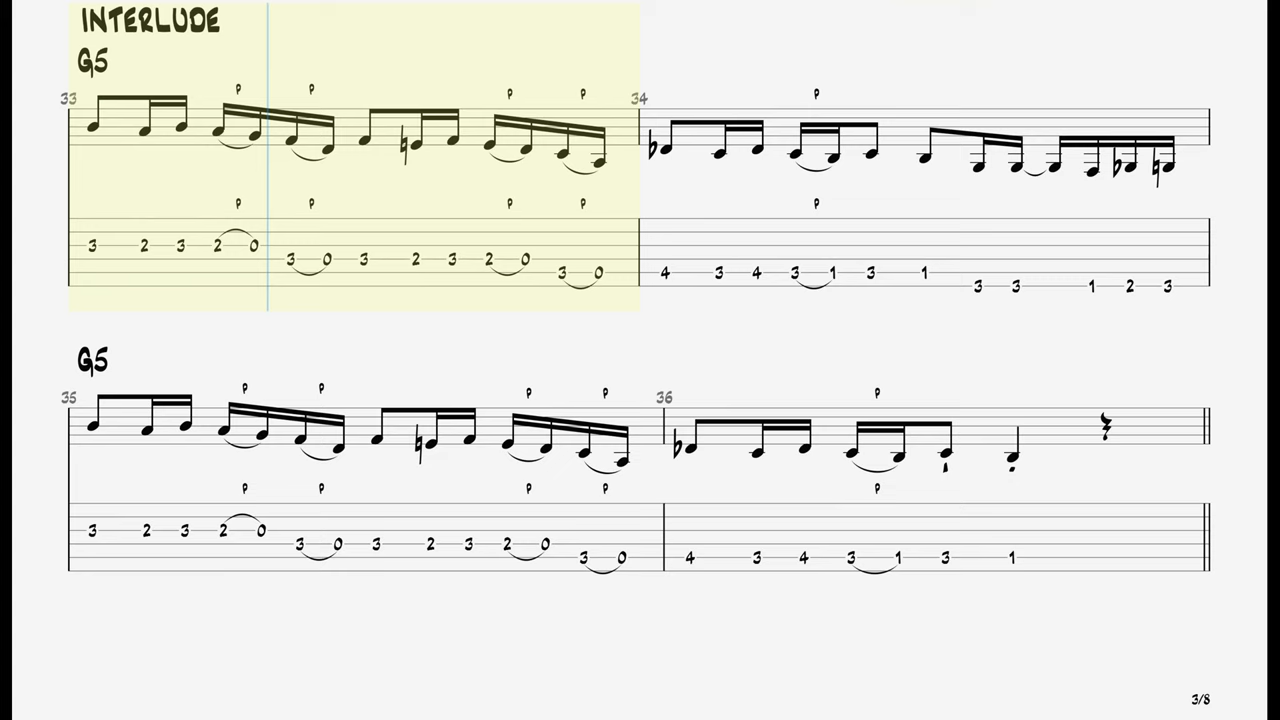 INTERLUDE
G5
33 p p p p 34 p
p p p p p
3 2 3 2 0 3 0 3 2 3 2 0 3 0 4 3 4 3 1 3 1 3 3 1 2 3
G5
35 p p p p 36 p
p p p p p
3 2 3 2 0 3 0 3 2 3 2 0 3 0 4 3 4 3 1 3 1
3/8